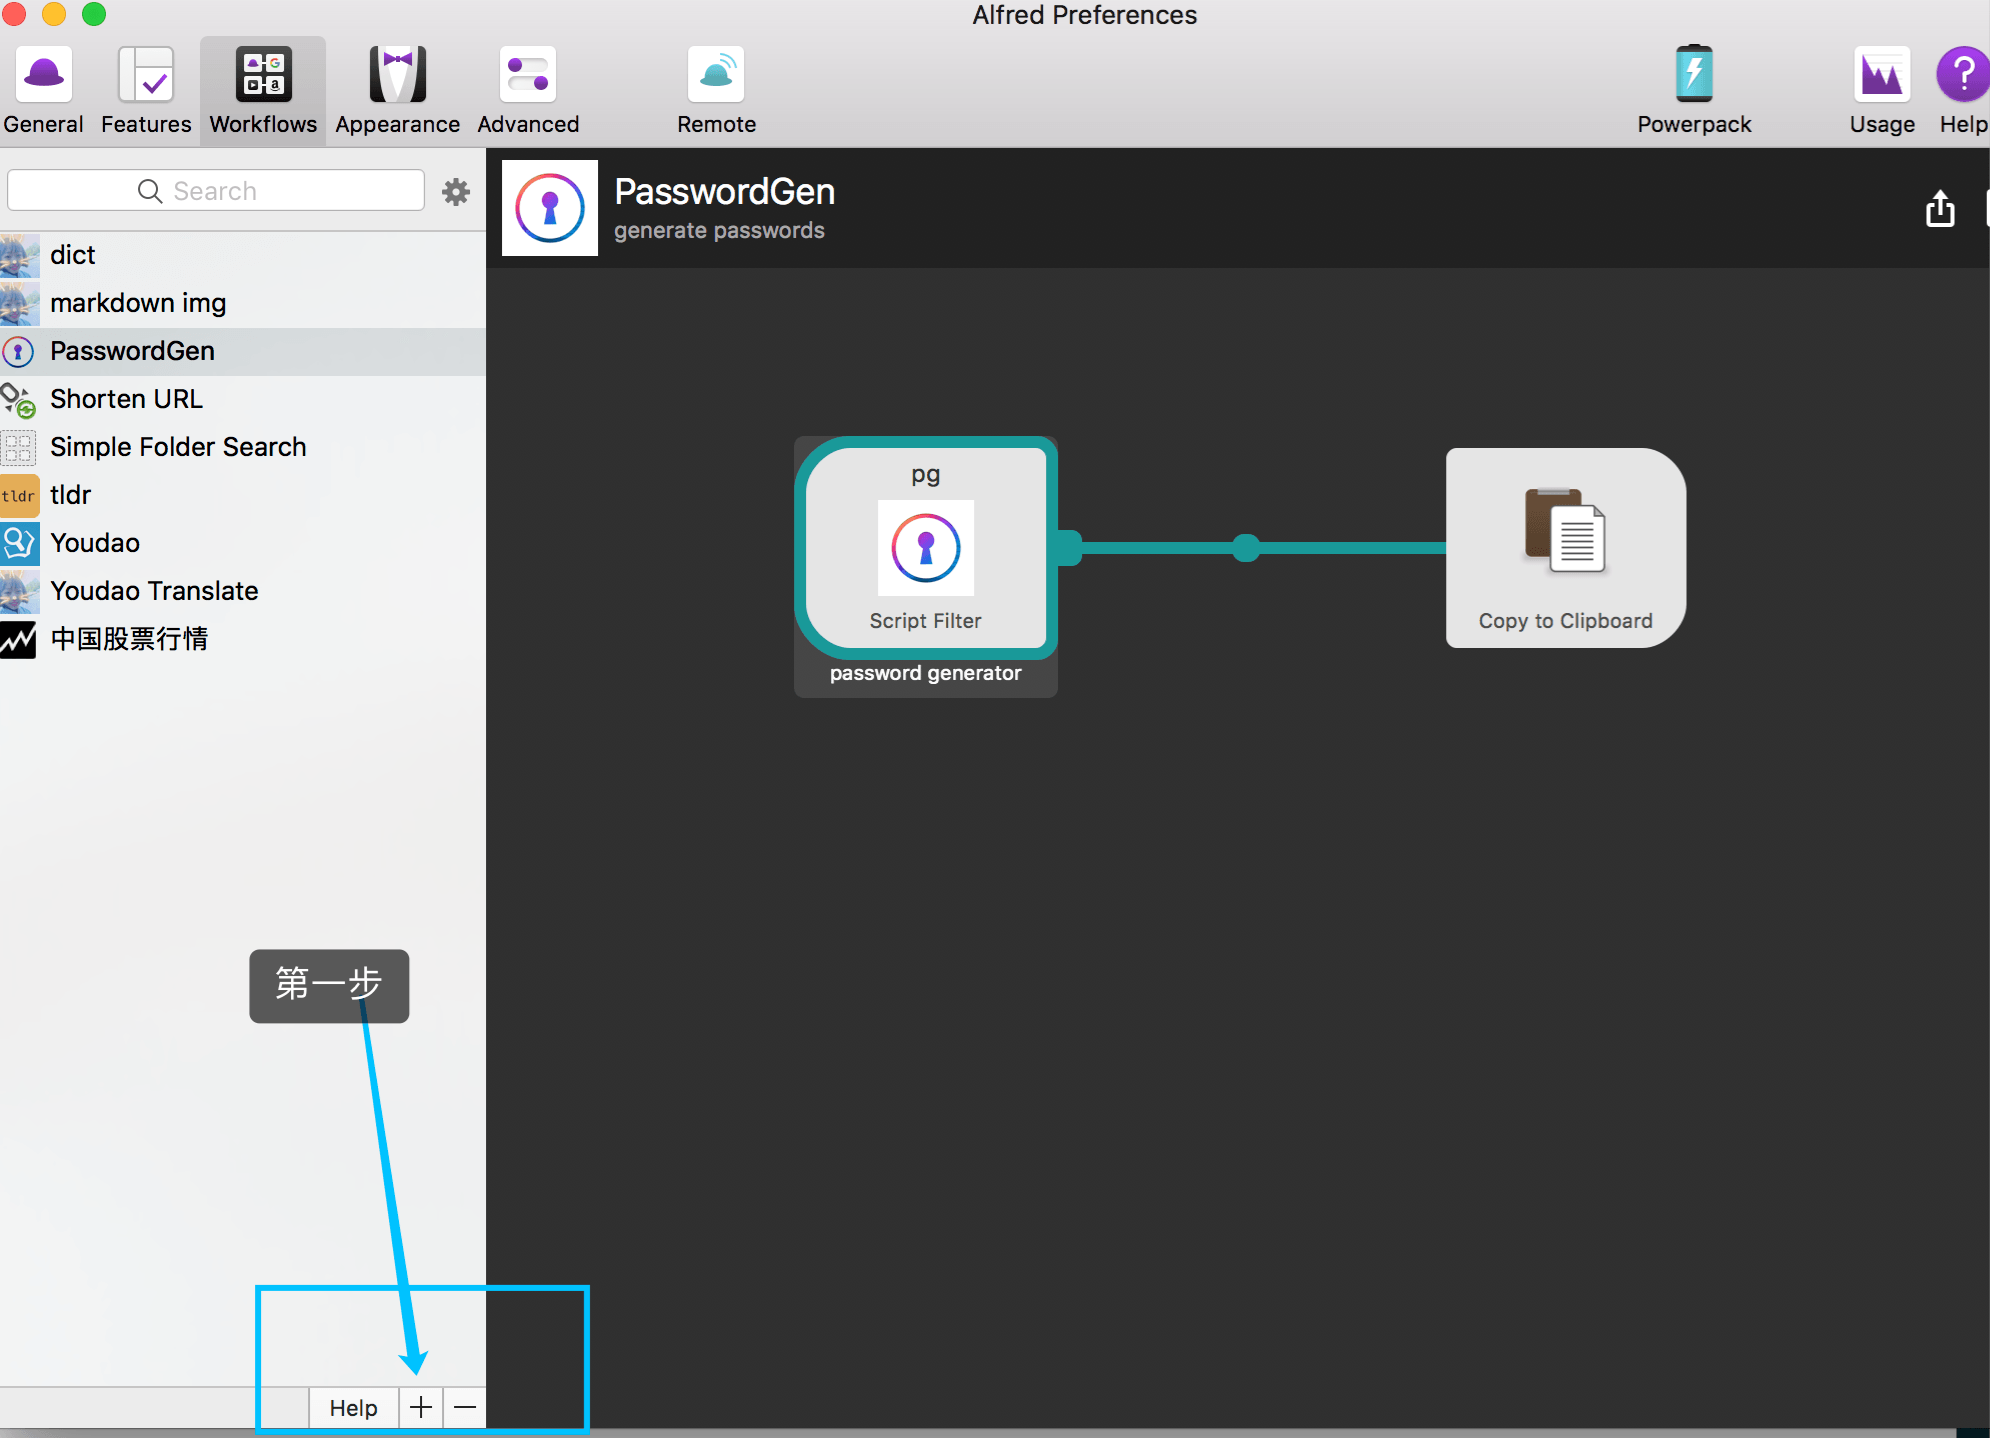 Alfred Preferences
General
Features
Workflows
Appearance
Advanced
Remote
Powerpack
Usage
Help
Search
PasswordGen
generate passwords
dict
markdown img
PasswordGen
Shorten URL
Simple Folder Search
tldr
tldr
Youdao
Youdao Translate
中国股票行情
pg
Script Filter
password generator
Copy to Clipboard
第一步
Help